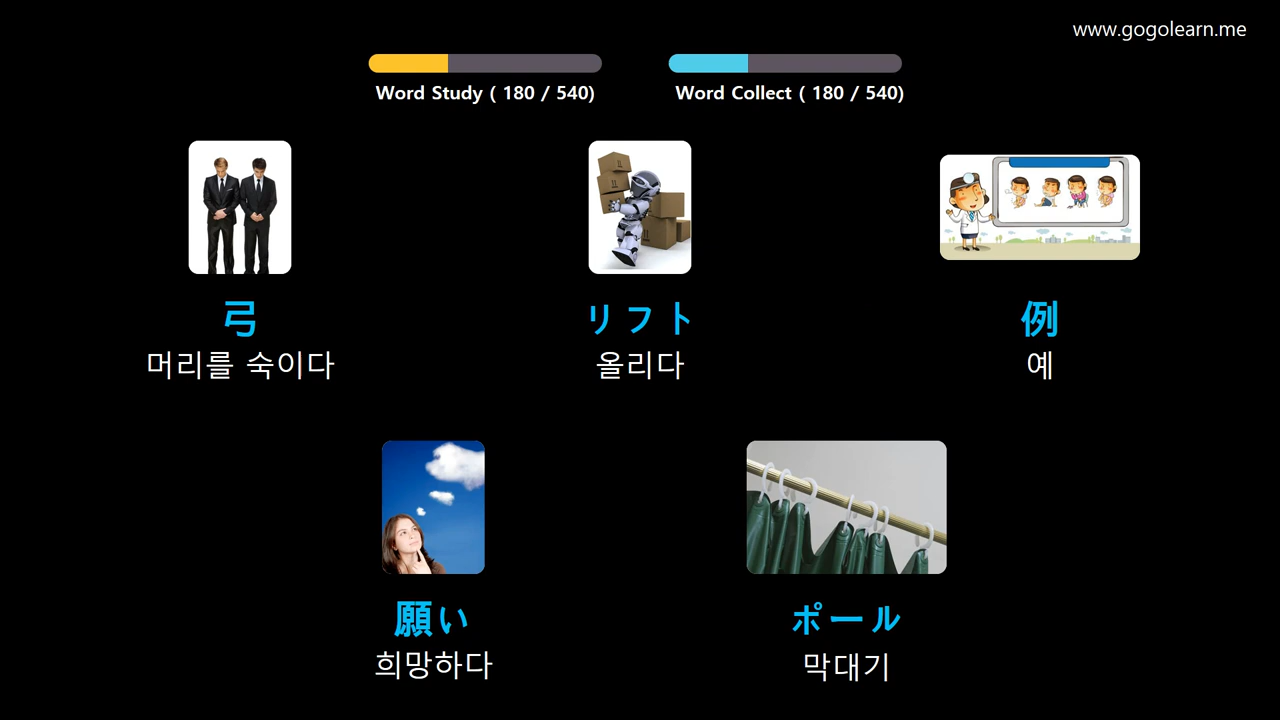 www.gogolearn.me
Word Study ( 180 / 540)
Word Collect ( 180 / 540)
弓
リフト
例
머리를 숙이다
올리다
예
願い
ポール
희망하다
막대기